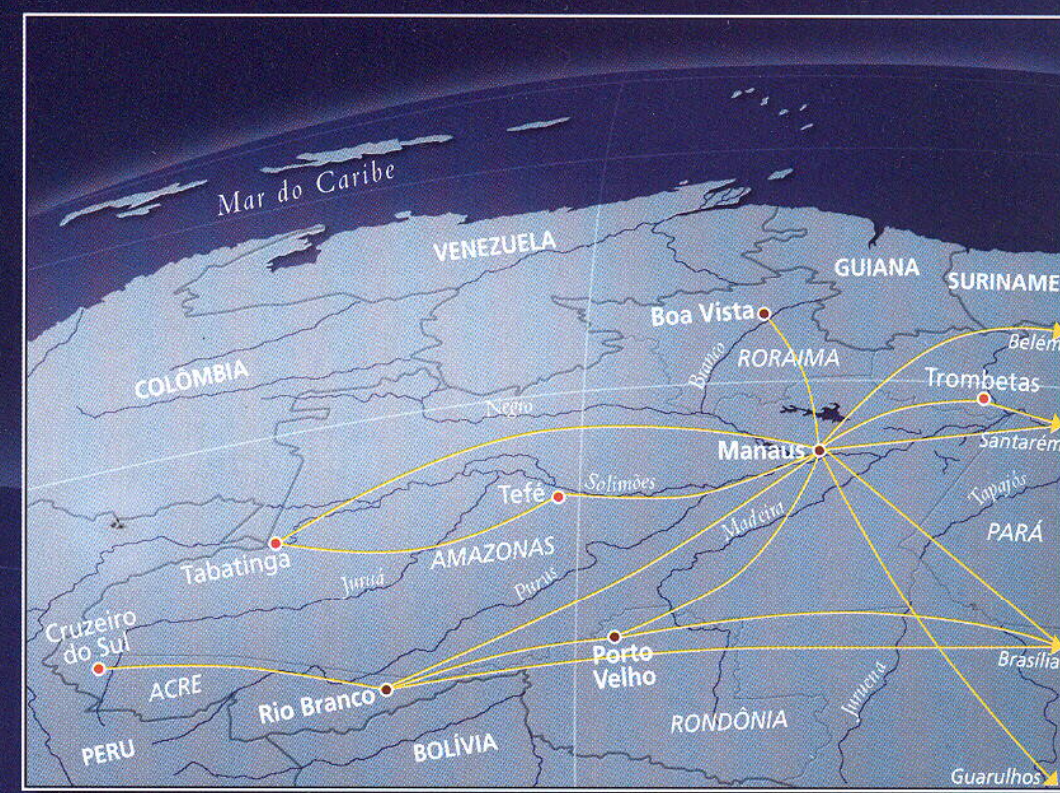 Mar do Caribe
VENEZUELA
GUIANA
SURINAME
COLÔMBIA
Boa Vista
Branco
RORAIMA
Belém
Trombetas
Negro
Manaus
Santarém
Tefé
Solimões
Madeira
Tapajós
PARÁ
Tabatinga
AMAZONAS
Juruá
Purus
Cruzeiro
do Sul
Porto
Velho
Brasília
ACRE
Rio Branco
Juruena
RONDÔNIA
PERU
BOLÍVIA
Guarulhos